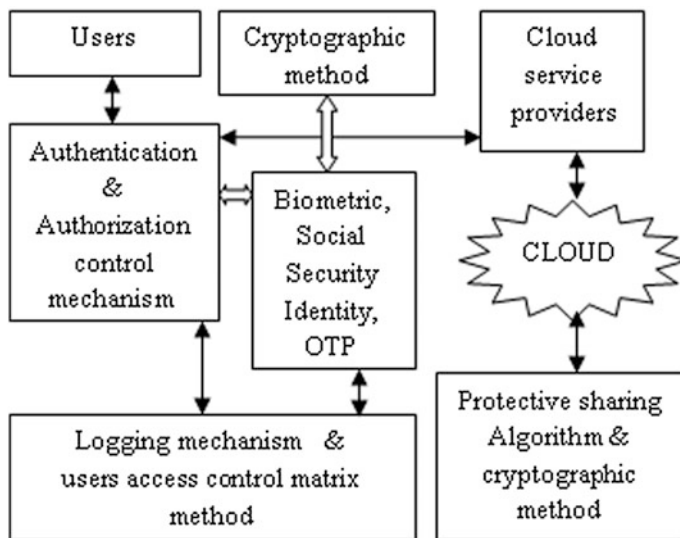 Users
Cryptographic
method
Cloud
service
providers
Authentication
&
Authorization
control
mechanism
Biometric,
Social
Security
Identity,
OTP
CLOUD
Logging mechanism &
users access control matrix
method
Protective sharing
Algorithm &
cryptographic
method